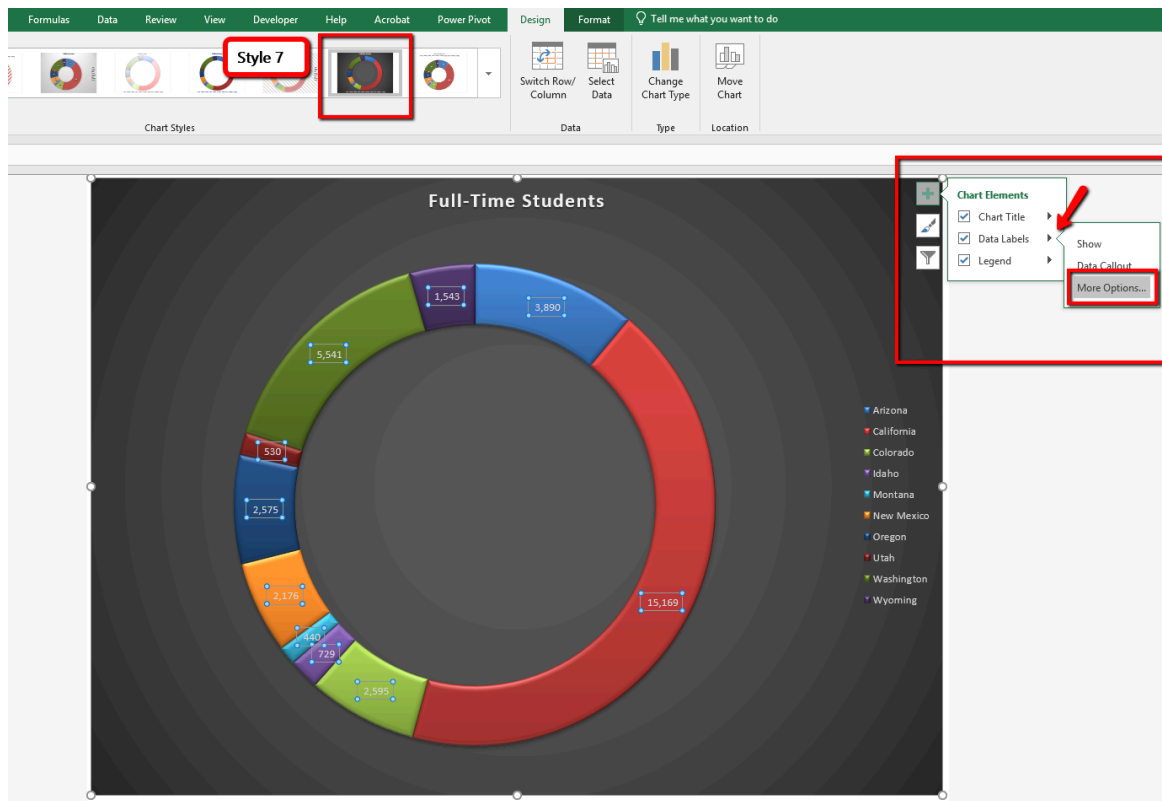 Formulas Data Review View Developer Help Acrobat Power Pivot Design Format Tell me what you want to do
Style 7
Switch Row/
Column
Select
Data
Change
Chart Type
Move
Chart
Chart Styles
Data
Type
Location
Full-Time Students
Chart Elements
Chart Title
Data Labels
Legend
Show
Data Callout
More Options...
1,543
3,890
5,541
530
2,575
2,176
440
729
2,595
15,169
Arizona
California
Colorado
Idaho
Montana
New Mexico
Oregon
Utah
Washington
Wyoming